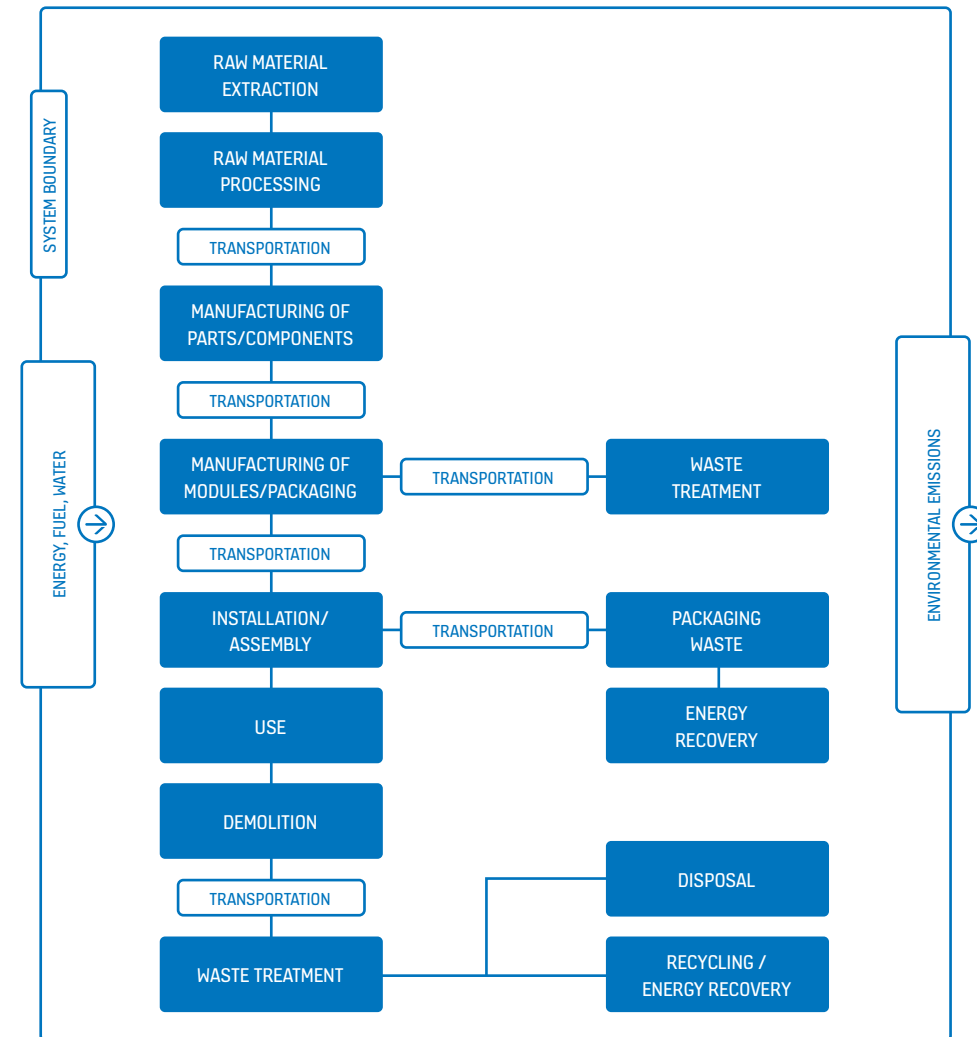 RAW MATERIAL
EXTRACTION
SYSTEM BOUNDARY
RAW MATERIAL
PROCESSING
TRANSPORTATION
MANUFACTURING OF
PARTS/COMPONENTS
TRANSPORTATION
ENERGY, FUEL, WATER
MANUFACTURING OF
MODULES/PACKAGING
TRANSPORTATION
WASTE
TREATMENT
ENVIRONMENTAL EMISSIONS
TRANSPORTATION
INSTALLATION/
ASSEMBLY
TRANSPORTATION
PACKAGING
WASTE
USE
ENERGY
RECOVERY
DEMOLITION
TRANSPORTATION
DISPOSAL
WASTE TREATMENT
RECYCLING /
ENERGY RECOVERY